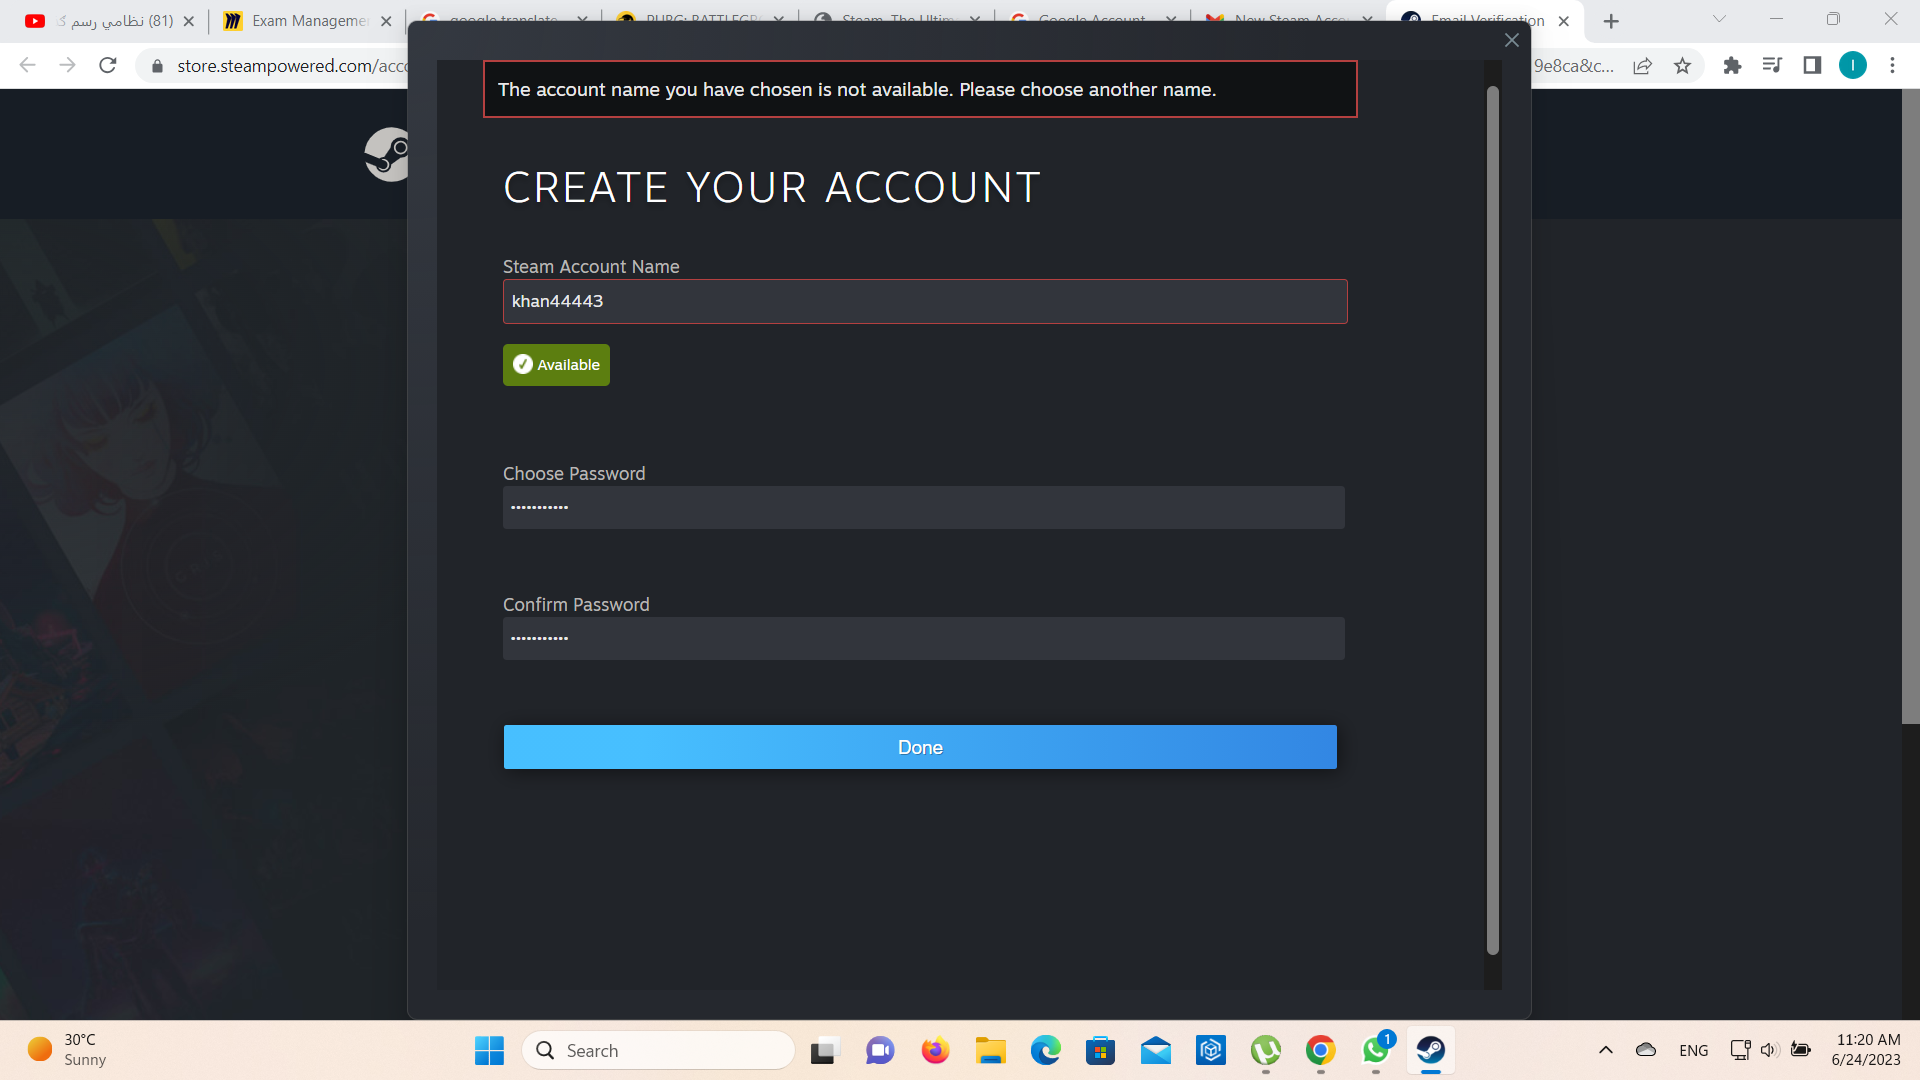 (81) نظامي رسم ک
Exam Manageme
google translate
PUBG: BATTLEGR
Steam, The Ultim
Google Account
New Steam Acco
Email Verification
store.steampowered.com/acco
9e8ca&c...
I
The account name you have chosen is not available. Please choose another name.
CREATE YOUR ACCOUNT
Steam Account Name
khan44443
Available
Choose Password
•••••••••••
Confirm Password
•••••••••••
Done
30°C
Sunny
Search
1
ENG
11:20 AM
6/24/2023